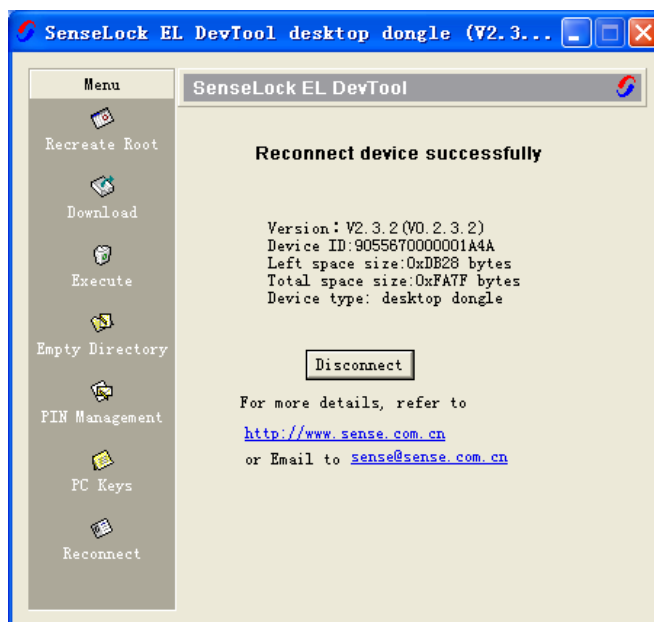 SenseLock EL DevTool desktop dongle (V2.3...
Menu
Recreate Root
Download
Execute
Empty Directory
PIN Management
PC Keys
Reconnect
SenseLock EL DevTool
Reconnect device successfully
Version: V2.3.2(V0.2.3.2)
Device ID:9055670000001A4A
Left space size:0xDB28 bytes
Total space size:0xFA7F bytes
Device type: desktop dongle
Disconnect
For more details, refer to
http://www.sense.com.cn
or Email to sense@sense.com.cn